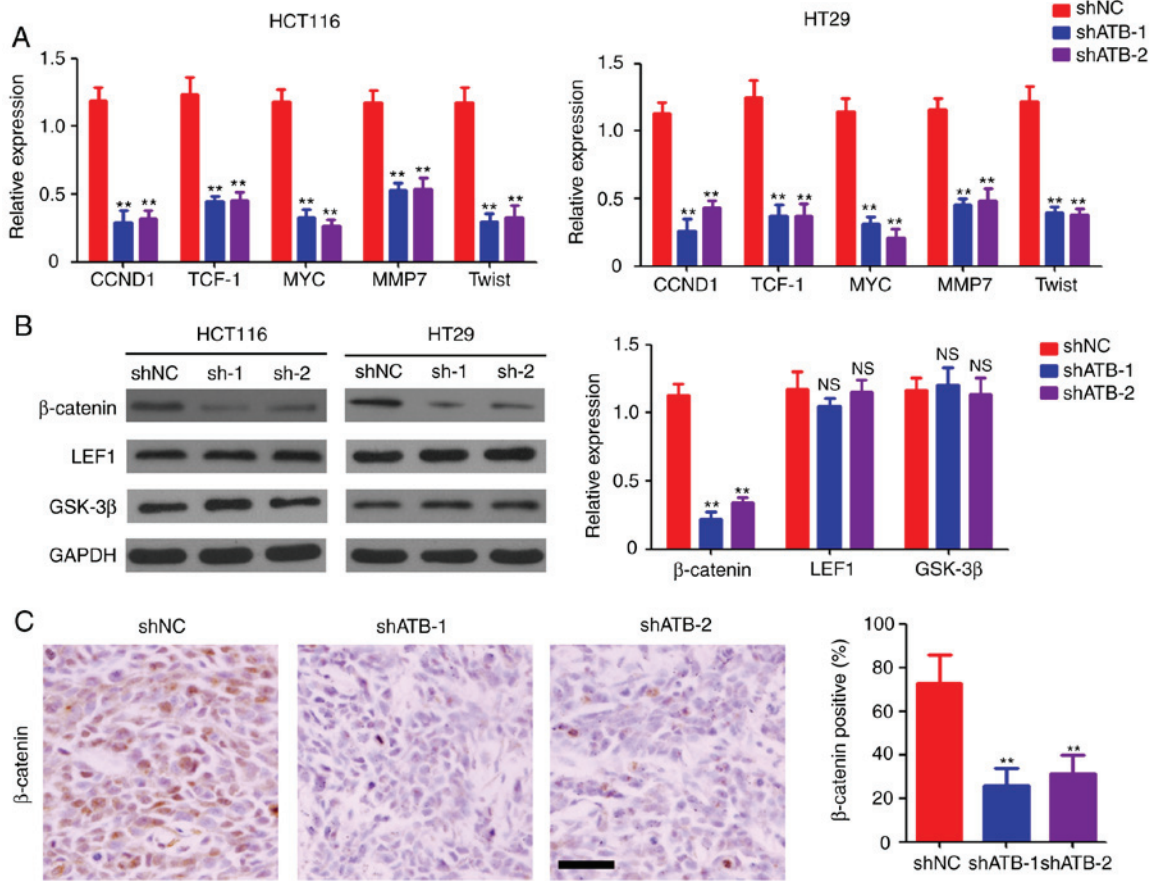 HCT116
HT29
shNC
shATB-1
shATB-2
A
Relative expression
1.5
1.0
0.5
0
** ** ** ** ** ** ** ** ** **
CCND1 TCF-1 MYC MMP7 Twist
Relative expression
1.5
1.0
0.5
0
** ** ** ** ** ** ** ** ** **
CCND1 TCF-1 MYC MMP7 Twist
B
HCT116 HT29
shNC sh-1 sh-2 shNC sh-1 sh-2
β-catenin
LEF1
GSK-3β
GAPDH
Relative expression
1.5
1.0
0.5
0
** ** NS NS NS NS
β-catenin LEF1 GSK-3β
shNC
shATB-1
shATB-2
C
shNC shATB-1 shATB-2
β-catenin
β-catenin positive (%)
100
80
60
40
20
0
** **
shNC shATB-1 shATB-2